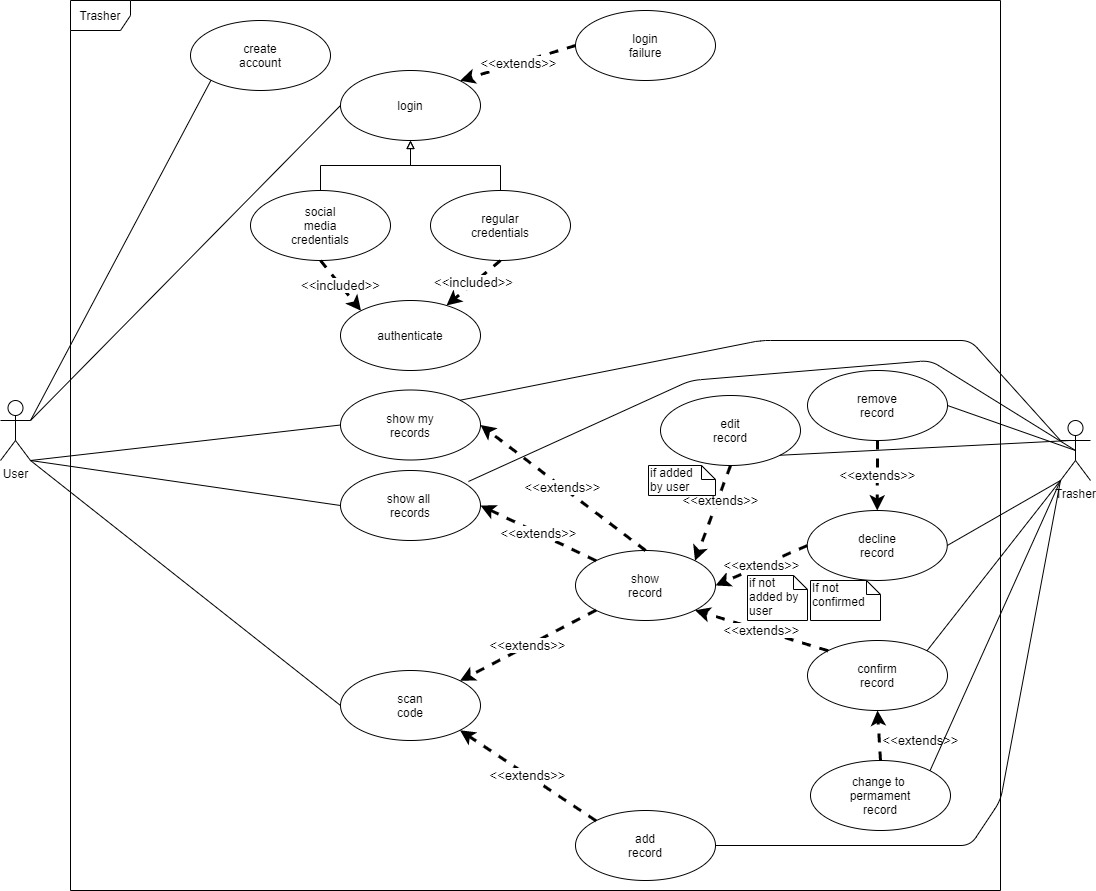 Trasher
create
account
login
failure
<<extends>>
login
social
media
credentials
regular
credentials
<<included>>
<<included>>
authenticate
User
show my
records
show all
records
edit
record
remove
record
Trasher
if added
by user
<<extends>>
<<extends>>
<<extends>>
<<extends>>
decline
record
<<extends>>
show
record
if not
added by
user
If not
confirmed
<<extends>>
<<extends>>
confirm
record
scan
code
<<extends>>
<<extends>>
change to
permament
record
add
record